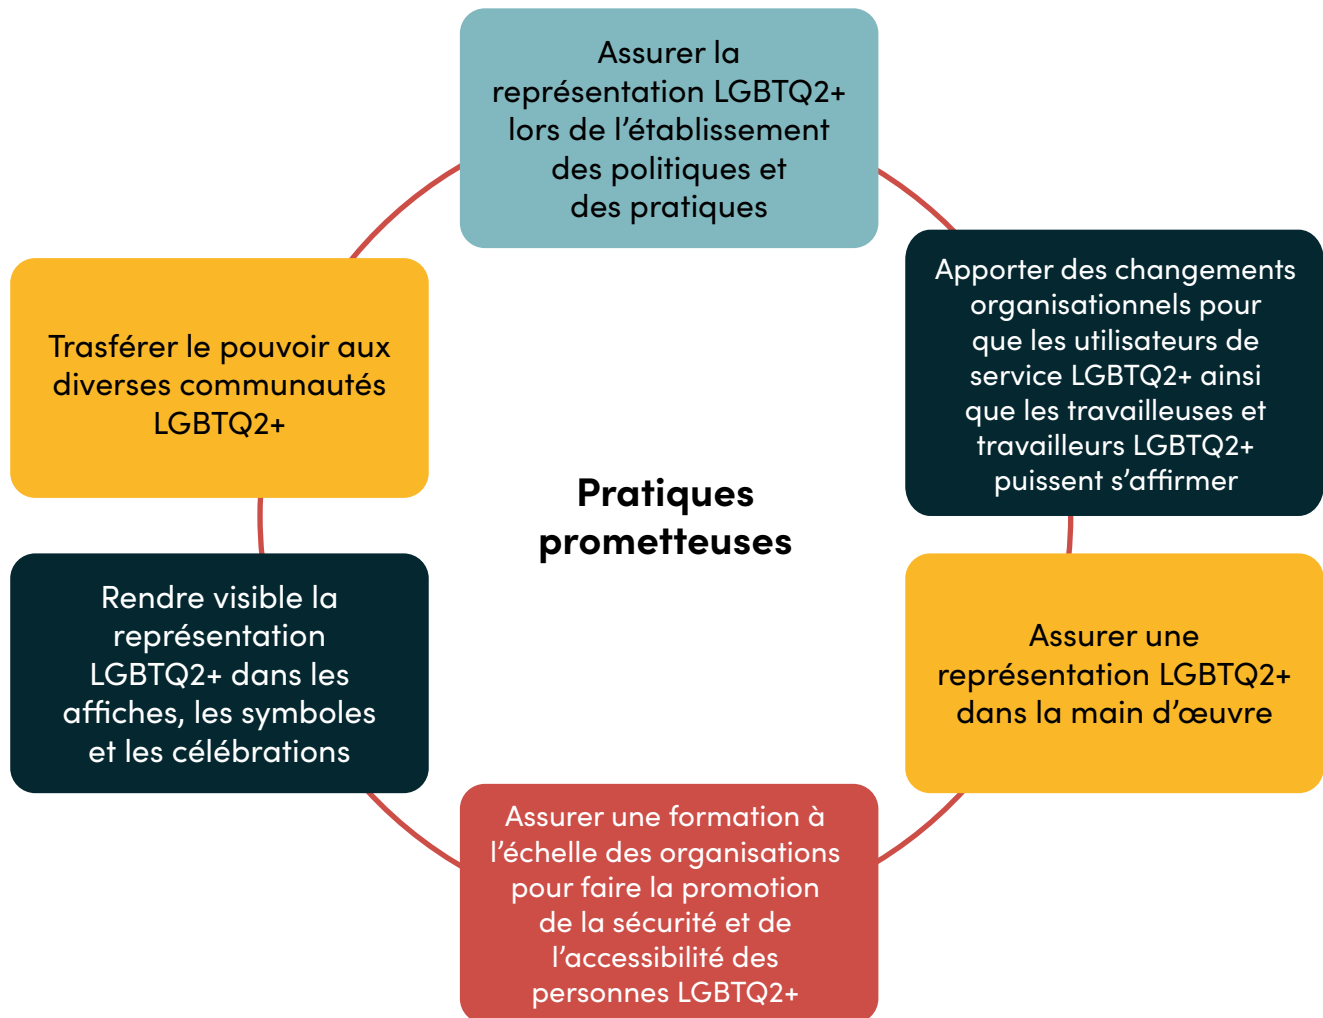 Assurer la
représentation LGBTQ2+
lors de l’établissement
des politiques et
des pratiques
Apporter des changements
organisationnels pour
que les utilisateurs de
service LGBTQ2+ ainsi
que les travailleuses et
travailleurs LGBTQ2+
puissent s’affirmer
Trasférer le pouvoir aux
diverses communautés
LGBTQ2+
Pratiques
prometteuses
Rendre visible la
représentation
LGBTQ2+ dans les
affiches, les symboles
et les célébrations
Assurer une
représentation LGBTQ2+
dans la main d’œuvre
Assurer une formation à
l’échelle des organisations
pour faire la promotion
de la sécurité et de
l’accessibilité des
personnes LGBTQ2+